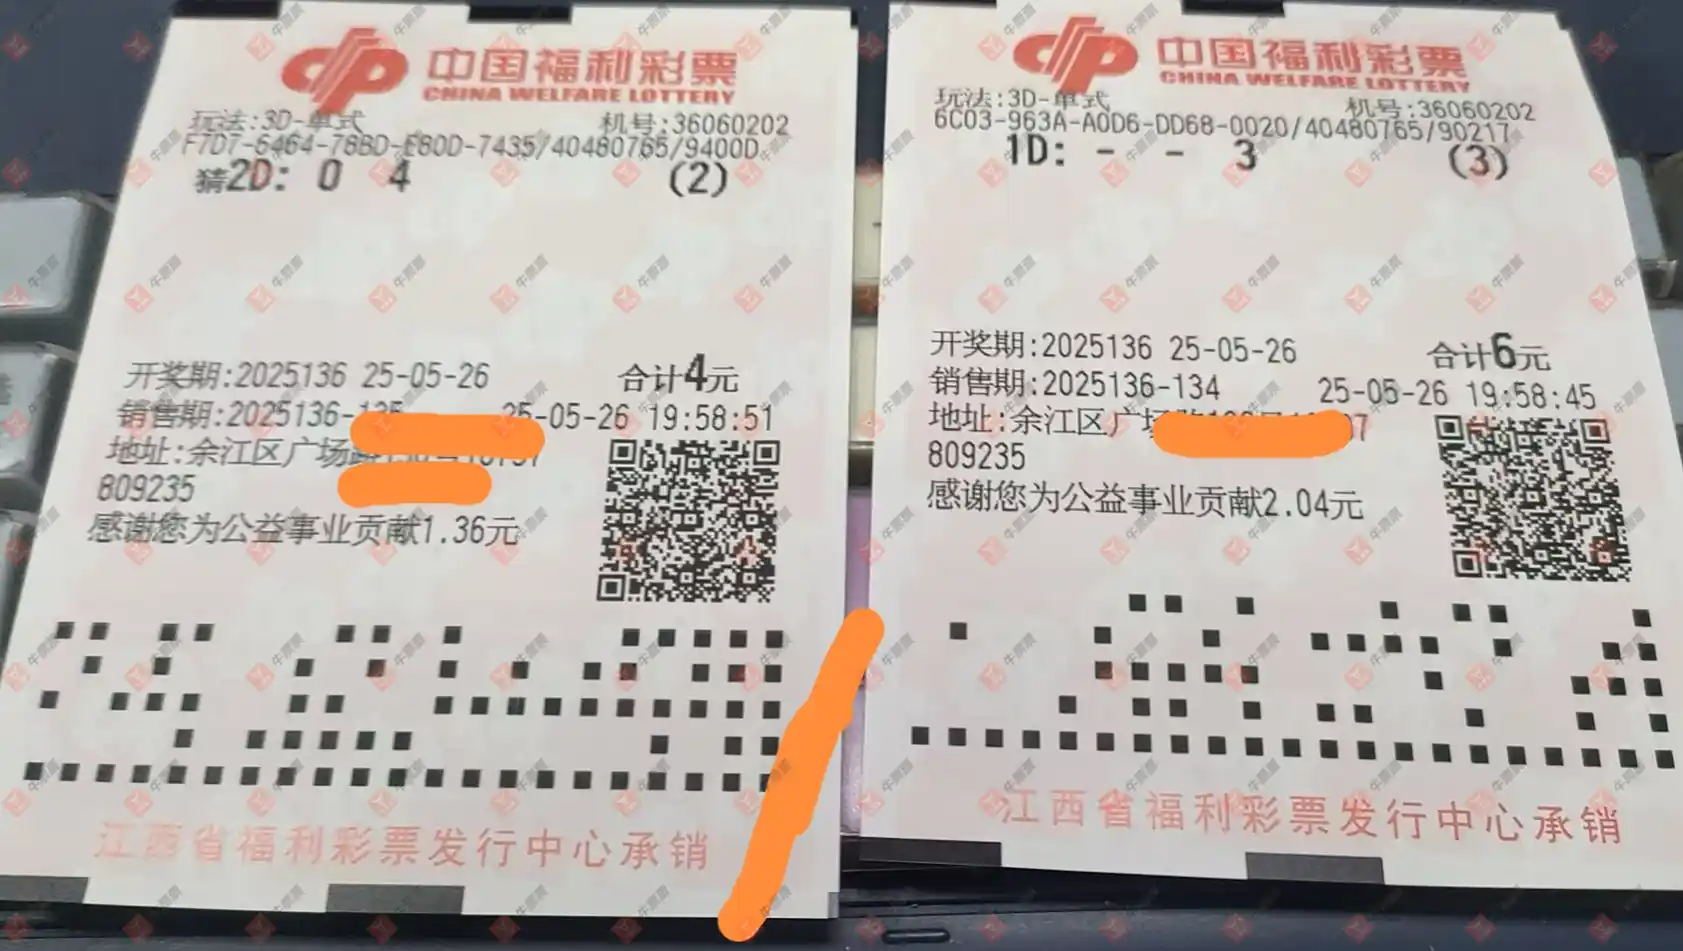 中国福利彩票
CHINA WELFARE LOTTERY
玩法:3D-单式 机号:36060202
F7D7-6464-78BD-E80D-7435/40480765/9400D
猜2D: 0 4 (2)
开奖期:2025136 25-05-26 合计4元
销售期:2025136-135 25-05-26 19:58:51
地址:余江区广场路
809235
感谢您为公益事业贡献1.36元
江西省福利彩票发行中心承销
中国福利彩票
CHINA WELFARE LOTTERY
玩法:3D-单式 机号:36060202
6C03-963A-A0D6-DD68-0020/40480765/90217
1D: - - 3 (3)
开奖期:2025136 25-05-26 合计6元
销售期:2025136-134 25-05-26 19:58:45
地址:余江区广场
809235
感谢您为公益事业贡献2.04元
江西省福利彩票发行中心承销
牛票票